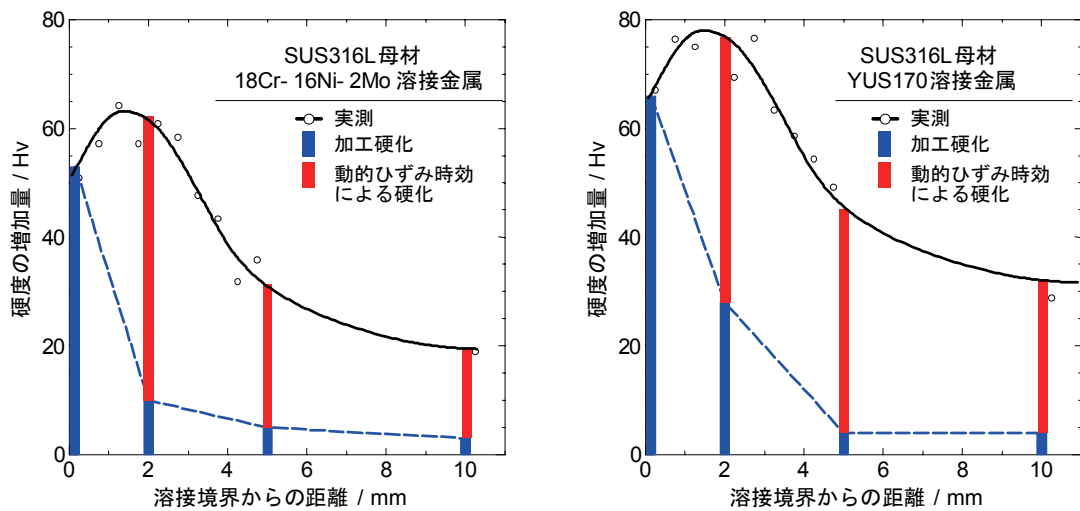 80
60
40
20
0
硬度の増加量 / Hv
SUS316L母材
18Cr- 16Ni- 2Mo 溶接金属
実測
加工硬化
動的ひずみ時効
による硬化
0 2 4 6 8 10
溶接境界からの距離 / mm
80
60
40
20
0
硬度の増加量 / Hv
SUS316L母材
YUS170溶接金属
実測
加工硬化
動的ひずみ時効
による硬化
0 2 4 6 8 10
溶接境界からの距離 / mm